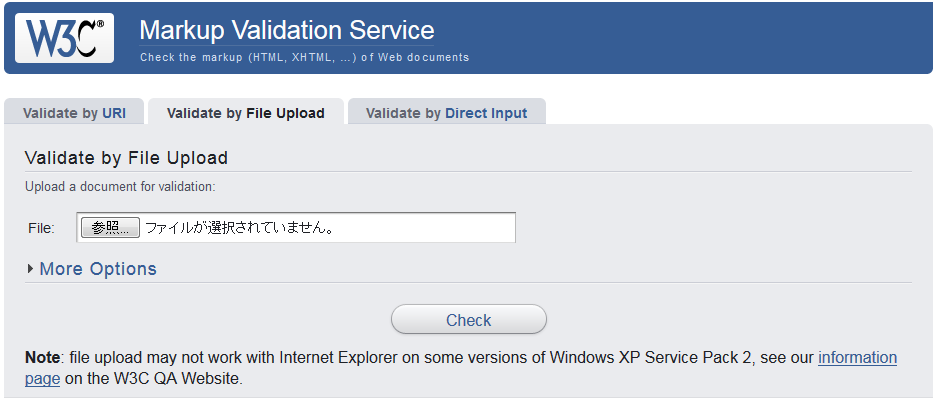 W3C®
Markup Validation Service
Check the markup (HTML, XHTML, …) of Web documents
Validate by URI
Validate by File Upload
Validate by Direct Input
Validate by File Upload
Upload a document for validation:
File: 参照... ファイルが選択されていません。
More Options
Check
Note: file upload may not work with Internet Explorer on some versions of Windows XP Service Pack 2, see our information
page on the W3C QA Website.